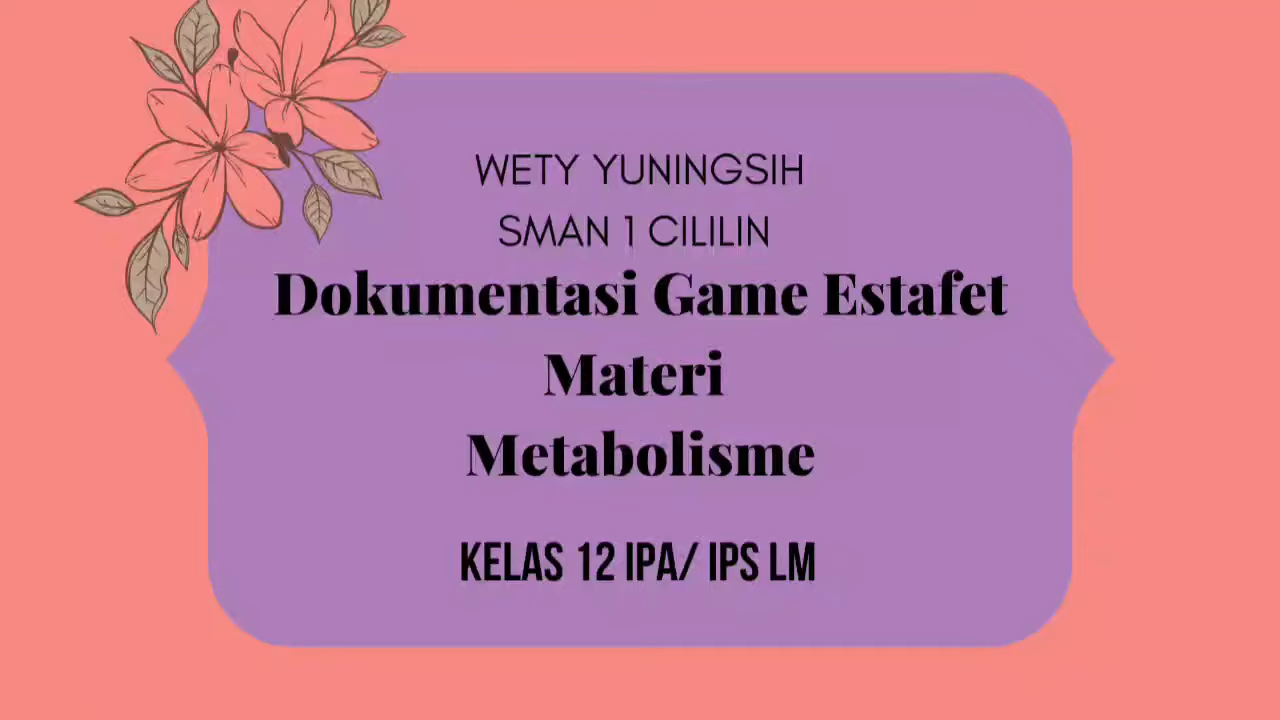 WETY YUNINGSIH
SMAN 1 CILILIN
Dokumentasi Game Estafet
Materi
Metabolisme
KELAS 12 IPA/ IPS LM